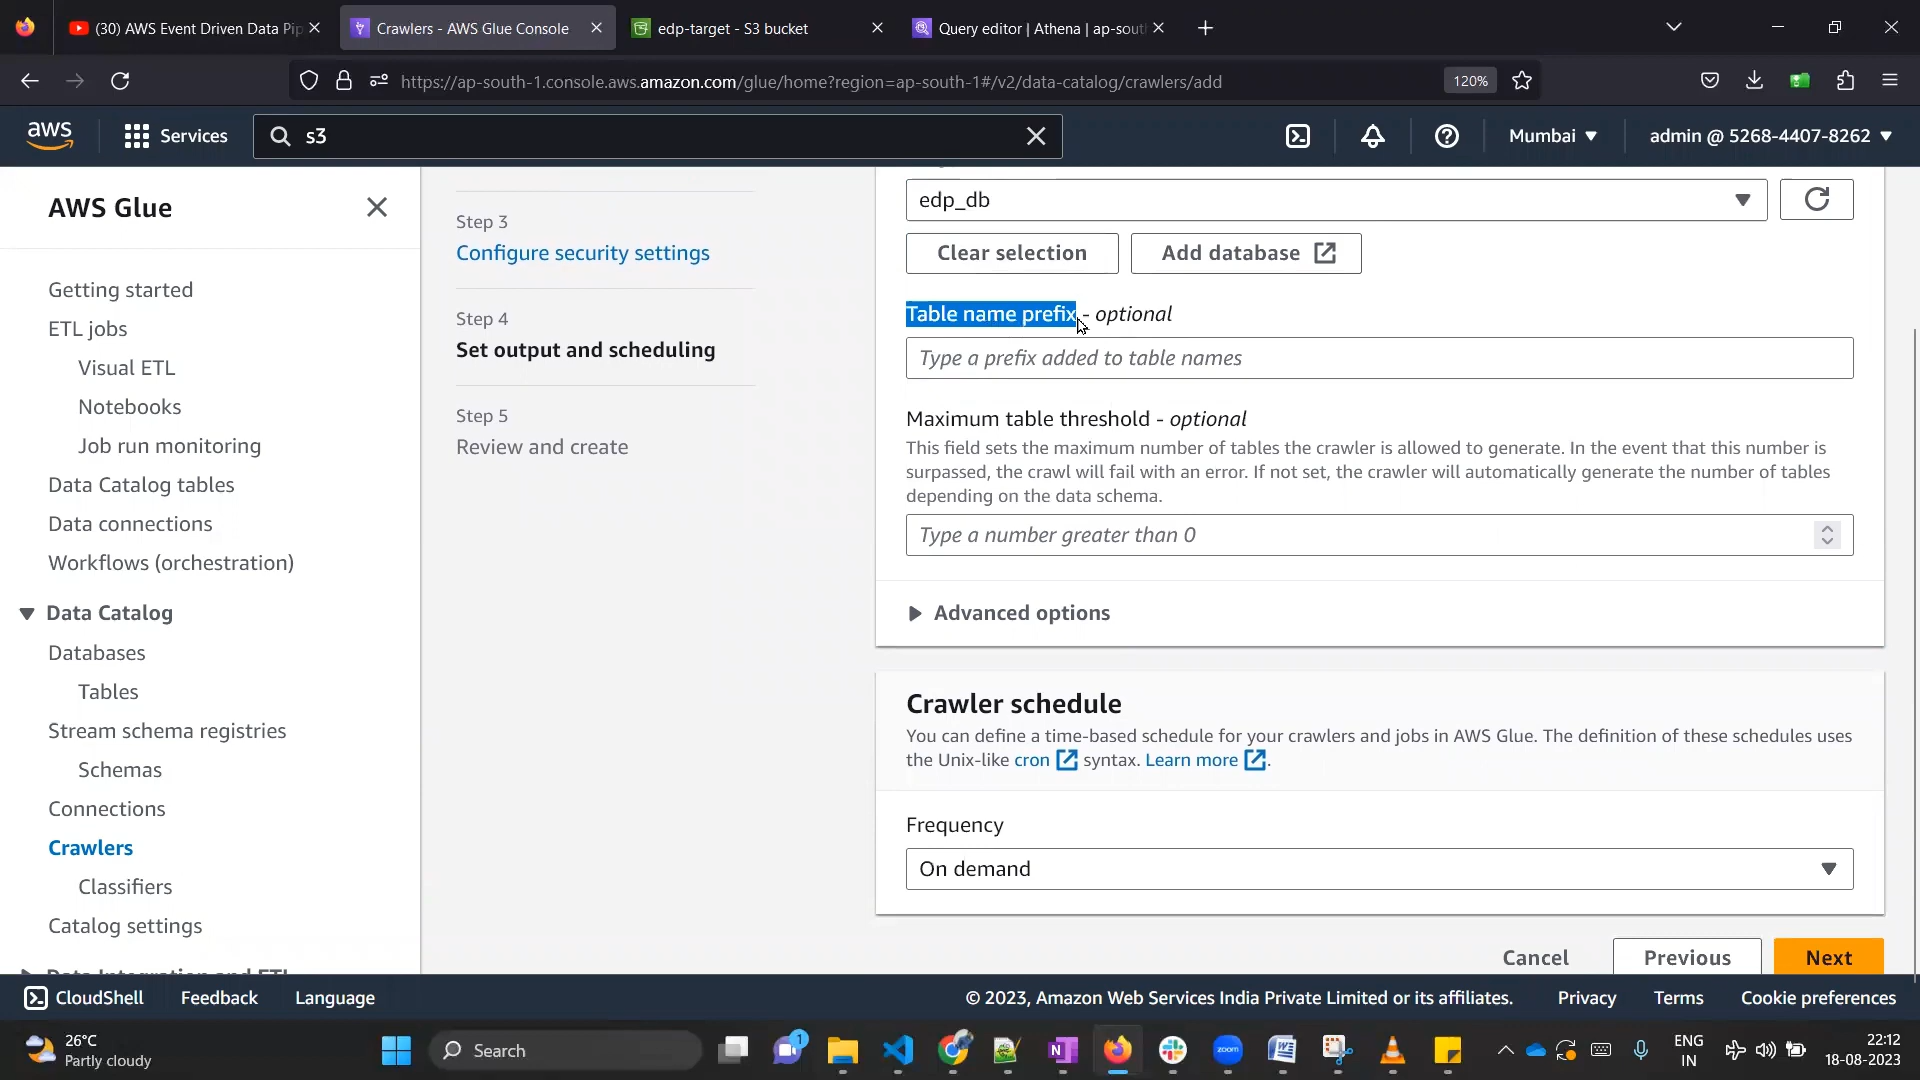 (30) AWS Event Driven Data Pip
Crawlers - AWS Glue Console
edp-target - S3 bucket
Query editor | Athena | ap-sout
https://ap-south-1.console.aws.amazon.com/glue/home?region=ap-south-1#/v2/data-catalog/crawlers/add
120%
aws
Services
s3
Mumbai
admin @ 5268-4407-8262
AWS Glue
Getting started
ETL jobs
Visual ETL
Notebooks
Job run monitoring
Data Catalog tables
Data connections
Workflows (orchestration)
Data Catalog
Databases
Tables
Stream schema registries
Schemas
Connections
Crawlers
Classifiers
Catalog settings
Data Integration and ETL
Step 3
Configure security settings
Step 4
Set output and scheduling
Step 5
Review and create
edp_db
Clear selection
Add database
Table name prefix - optional
Type a prefix added to table names
Maximum table threshold - optional
This field sets the maximum number of tables the crawler is allowed to generate. In the event that this number is
surpassed, the crawl will fail with an error. If not set, the crawler will automatically generate the number of tables
depending on the data schema.
Type a number greater than 0
Advanced options
Crawler schedule
You can define a time-based schedule for your crawlers and jobs in AWS Glue. The definition of these schedules uses
the Unix-like cron syntax. Learn more .
Frequency
On demand
Cancel
Previous
Next
CloudShell
Feedback
Language
© 2023, Amazon Web Services India Private Limited or its affiliates.
Privacy
Terms
Cookie preferences
26°C
Partly cloudy
Search
1
zoom
ENG
IN
22:12
18-08-2023